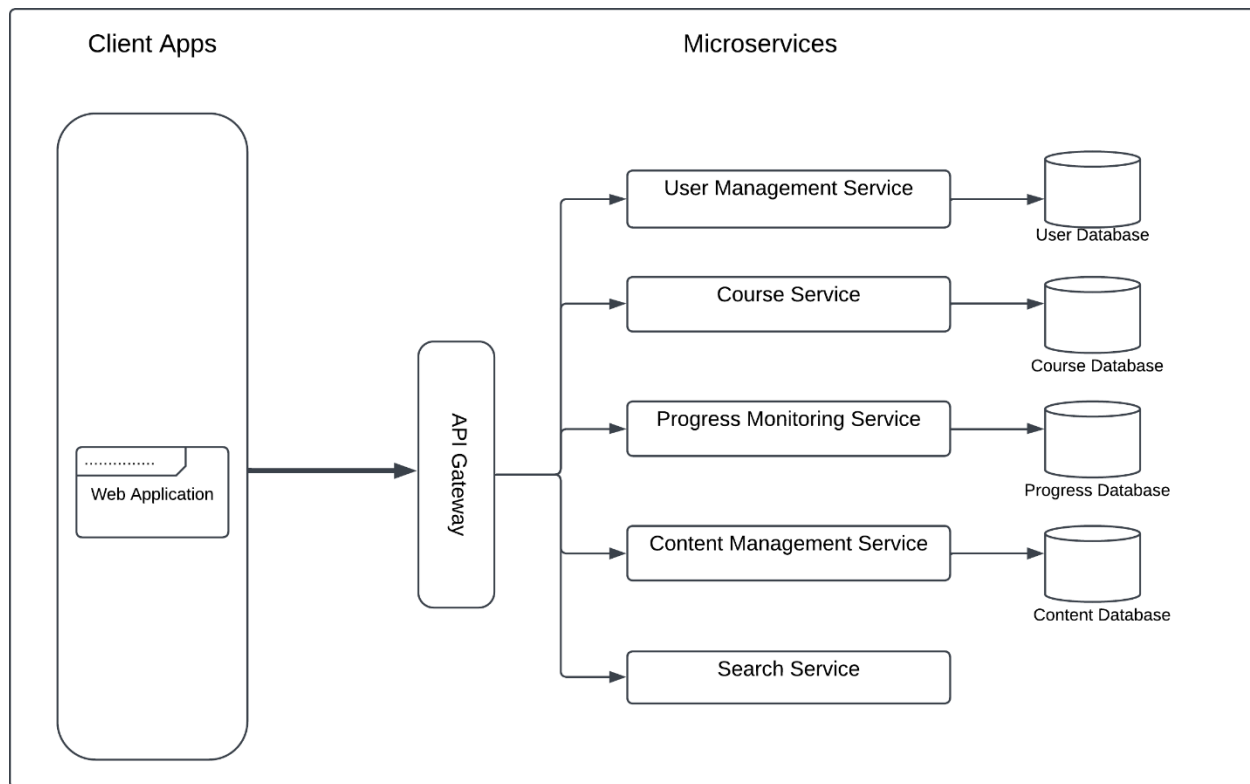 Client Apps
Microservices
Web Application
API Gateway
User Management Service
User Database
Course Service
Course Database
Progress Monitoring Service
Progress Database
Content Management Service
Content Database
Search Service